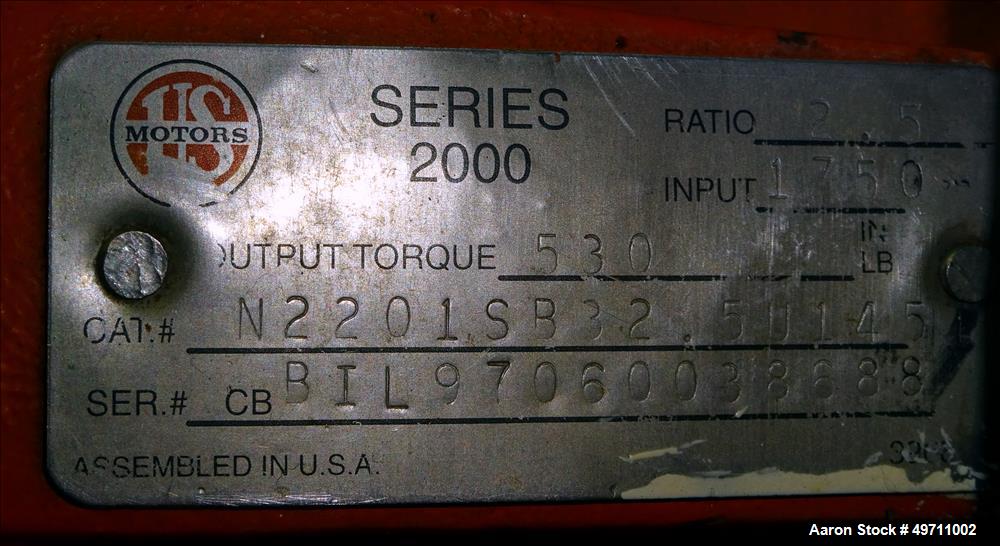 US
MOTORS
SERIES
2000
RATIO 2.5
INPUT 1750
OUTPUT TORQUE 530 IN LB
CAT.# N2201SB32.5U145
SER.# CB BIL97060038688
ASSEMBLED IN U.S.A.
Aaron Stock # 49711002